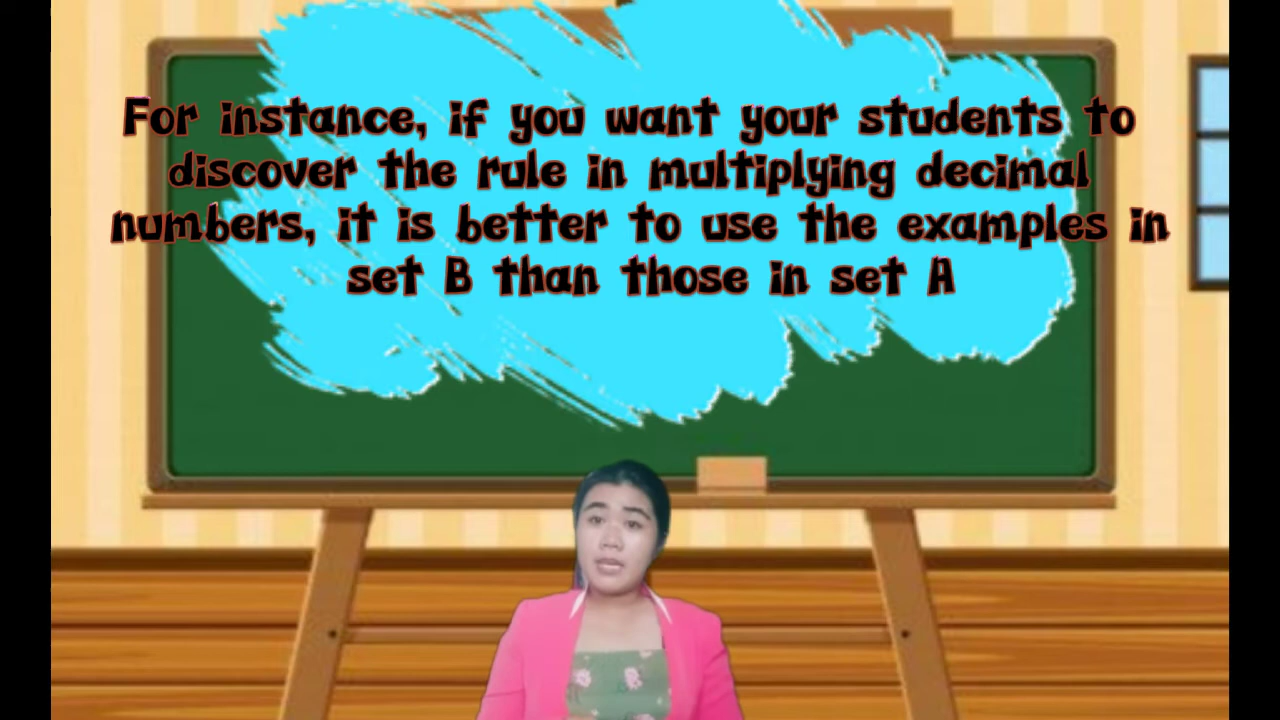 For instance, if you want your students to
discover the rule in multiplying decimal
numbers, it is better to use the examples in
set B than those in set A